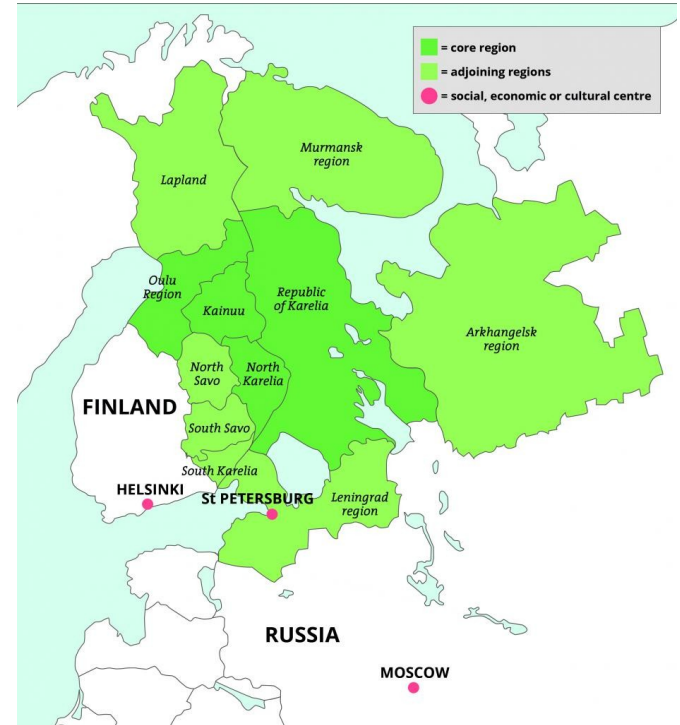 = core region
= adjoining regions
= social, economic or cultural centre
Murmansk
region
Lapland
Oulu
Region
Kainuu
Republic
of Karelia
Arkhangelsk
region
North
Savo
North
Karelia
FINLAND
South Savo
South Karelia
HELSINKI
St PETERSBURG
Leningrad
region
RUSSIA
MOSCOW